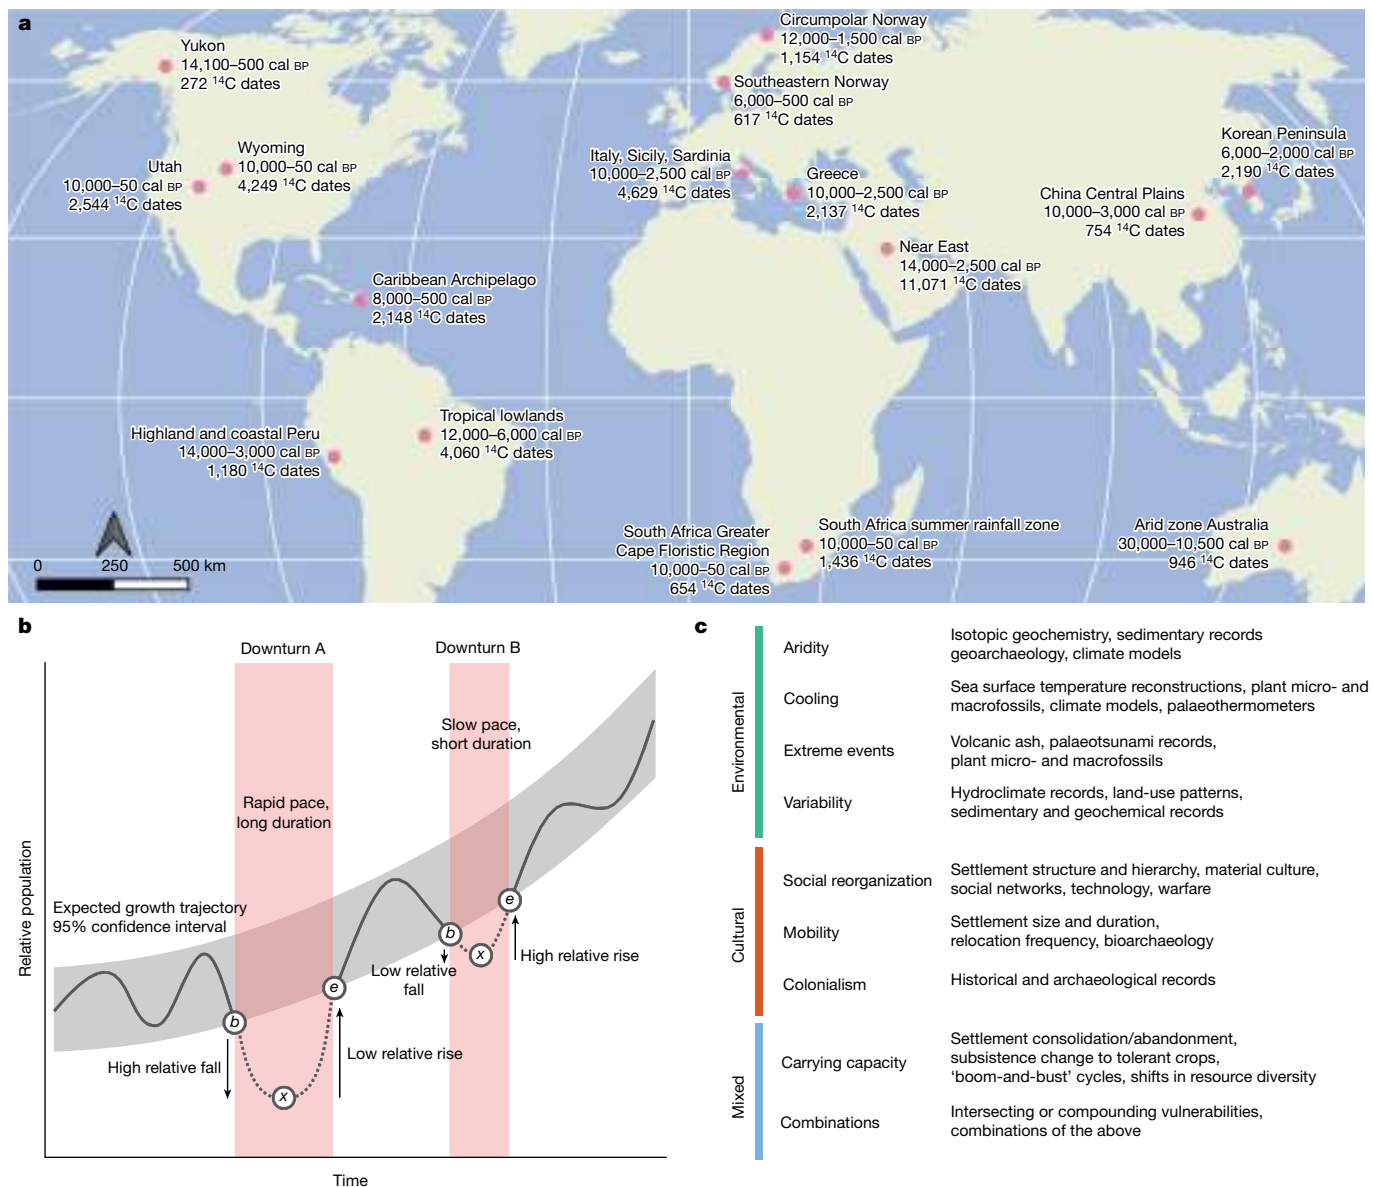 a
Yukon
14,100–500 cal BP
272 ¹⁴C dates
Wyoming
10,000–50 cal BP
4,249 ¹⁴C dates
Utah
10,000–50 cal BP
2,544 ¹⁴C dates
Circumpolar Norway
12,000–1,500 cal BP
1,154 ¹⁴C dates
Southeastern Norway
6,000–500 cal BP
617 ¹⁴C dates
Italy, Sicily, Sardinia
10,000–2,500 cal BP
4,629 ¹⁴C dates
Greece
10,000–2,500 cal BP
2,137 ¹⁴C dates
Korean Peninsula
6,000–2,000 cal BP
2,190 ¹⁴C dates
China Central Plains
10,000–3,000 cal BP
754 ¹⁴C dates
Near East
14,000–2,500 cal BP
11,071 ¹⁴C dates
Caribbean Archipelago
8,000–500 cal BP
2,148 ¹⁴C dates
Tropical lowlands
12,000–6,000 cal BP
4,060 ¹⁴C dates
Highland and coastal Peru
14,000–3,000 cal BP
1,180 ¹⁴C dates
South Africa Greater
Cape Floristic Region
10,000–50 cal BP
654 ¹⁴C dates
South Africa summer rainfall zone
10,000–50 cal BP
1,436 ¹⁴C dates
Arid zone Australia
30,000–10,500 cal BP
946 ¹⁴C dates
0 250 500 km
b
Downturn A
Downturn B
Slow pace,
short duration
Rapid pace,
long duration
Expected growth trajectory
95% confidence interval
Relative population
b
x
e
b
x
e
High relative fall
Low relative rise
Low relative
fall
High relative rise
Time
c
Environmental
Aridity
Isotopic geochemistry, sedimentary records
geoarchaeology, climate models
Cooling
Sea surface temperature reconstructions, plant micro- and
macrofossils, climate models, palaeothermometers
Extreme events
Volcanic ash, palaeotsunami records,
plant micro- and macrofossils
Variability
Hydroclimate records, land-use patterns,
sedimentary and geochemical records
Cultural
Social reorganization
Settlement structure and hierarchy, material culture,
social networks, technology, warfare
Mobility
Settlement size and duration,
relocation frequency, bioarchaeology
Colonialism
Historical and archaeological records
Mixed
Carrying capacity
Settlement consolidation/abandonment,
subsistence change to tolerant crops,
‘boom-and-bust’ cycles, shifts in resource diversity
Combinations
Intersecting or compounding vulnerabilities,
combinations of the above